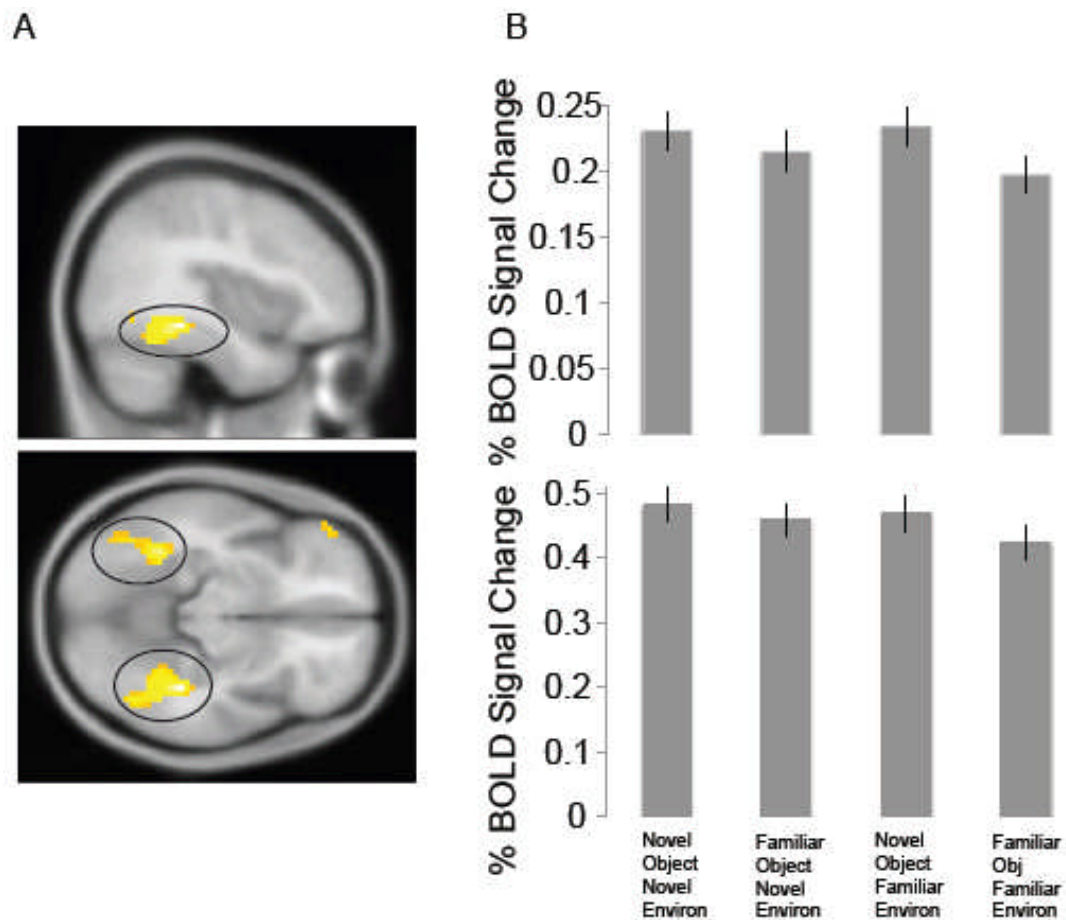 A
B
% BOLD Signal Change
0.25
0.2
0.15
0.1
0.05
0
% BOLD Signal Change
0.5
0.4
0.3
0.2
0.1
0
Novel
Object
Novel
Environ
Familiar
Object
Novel
Environ
Novel
Object
Familiar
Environ
Familiar
Obj
Familiar
Environ